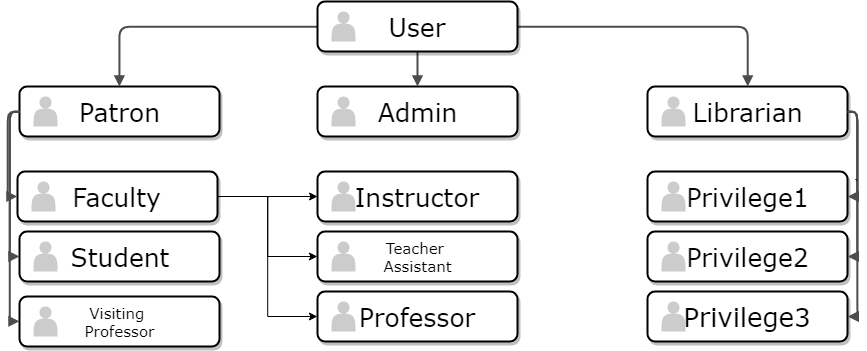 User
Patron
Admin
Librarian
Faculty
Instructor
Privilege1
Student
Teacher
Assistant
Privilege2
Visiting
Professor
Professor
Privilege3